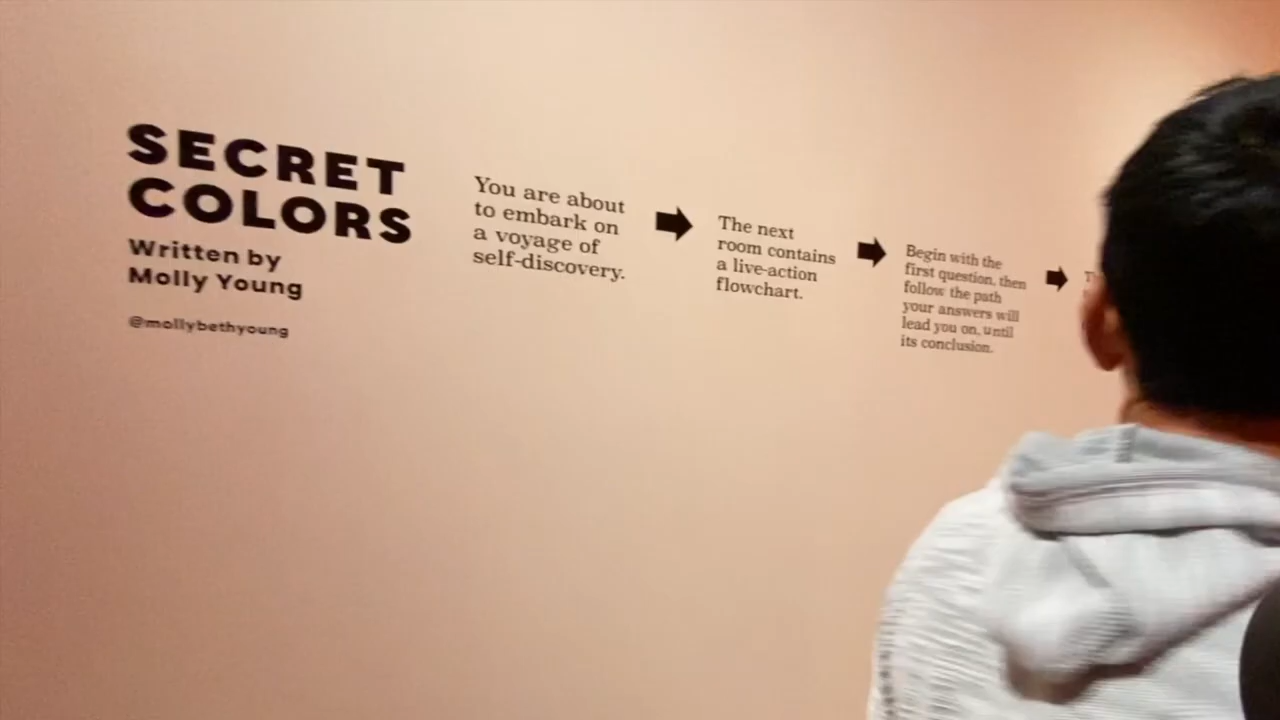 SECRET
COLORS
Written by
Molly Young
@mollybethyoung
You are about
to embark on
a voyage of
self-discovery.
The next
room contains
a live-action
flowchart.
Begin with the
first question, then
follow the path
your answers will
lead you on, until
its conclusion.